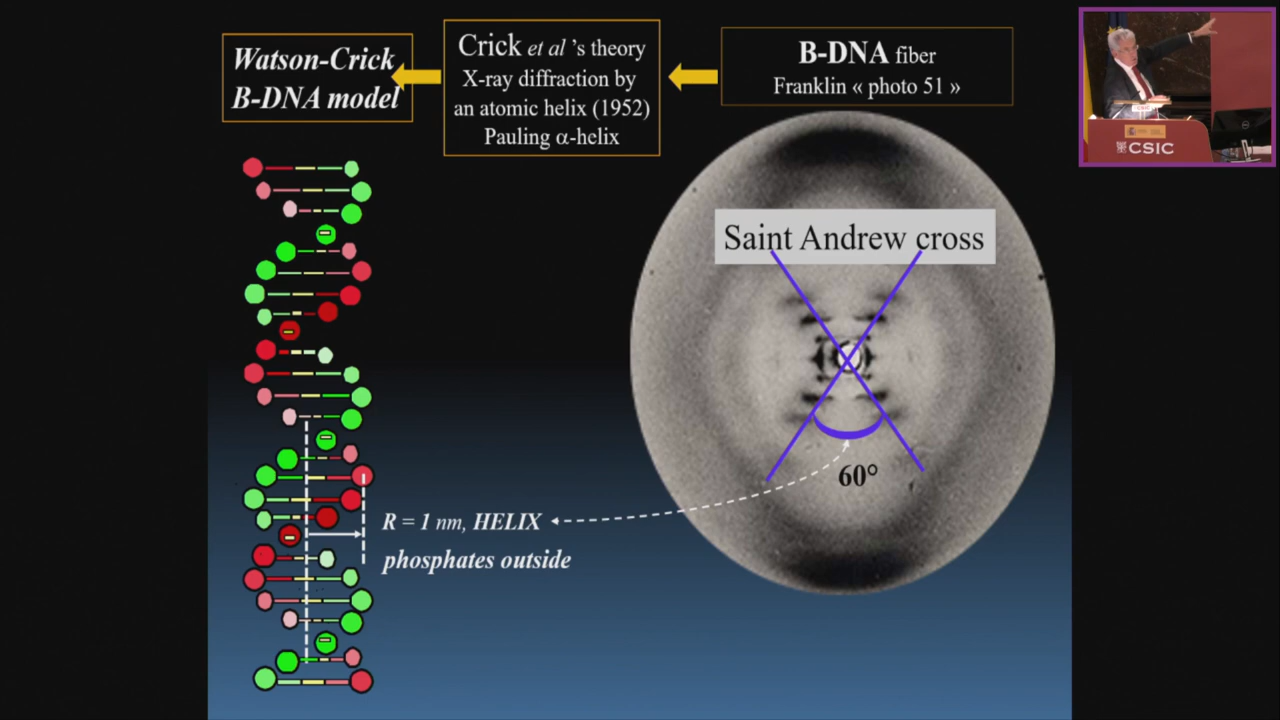 Watson-Crick
B-DNA model
Crick et al 's theory
X-ray diffraction by
an atomic helix (1952)
Pauling α-helix
B-DNA fiber
Franklin « photo 51 »
CSIC
Saint Andrew cross
60°
R = 1 nm, HELIX
phosphates outside